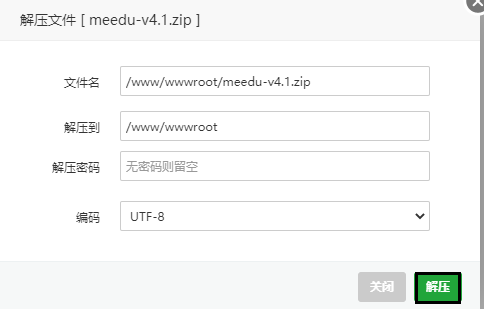 解压文件 [ meedu-v4.1.zip ]
文件名 /www/wwwroot/meedu-v4.1.zip
解压到 /www/wwwroot
解压密码 无密码则留空
编码 UTF-8
关闭 解压